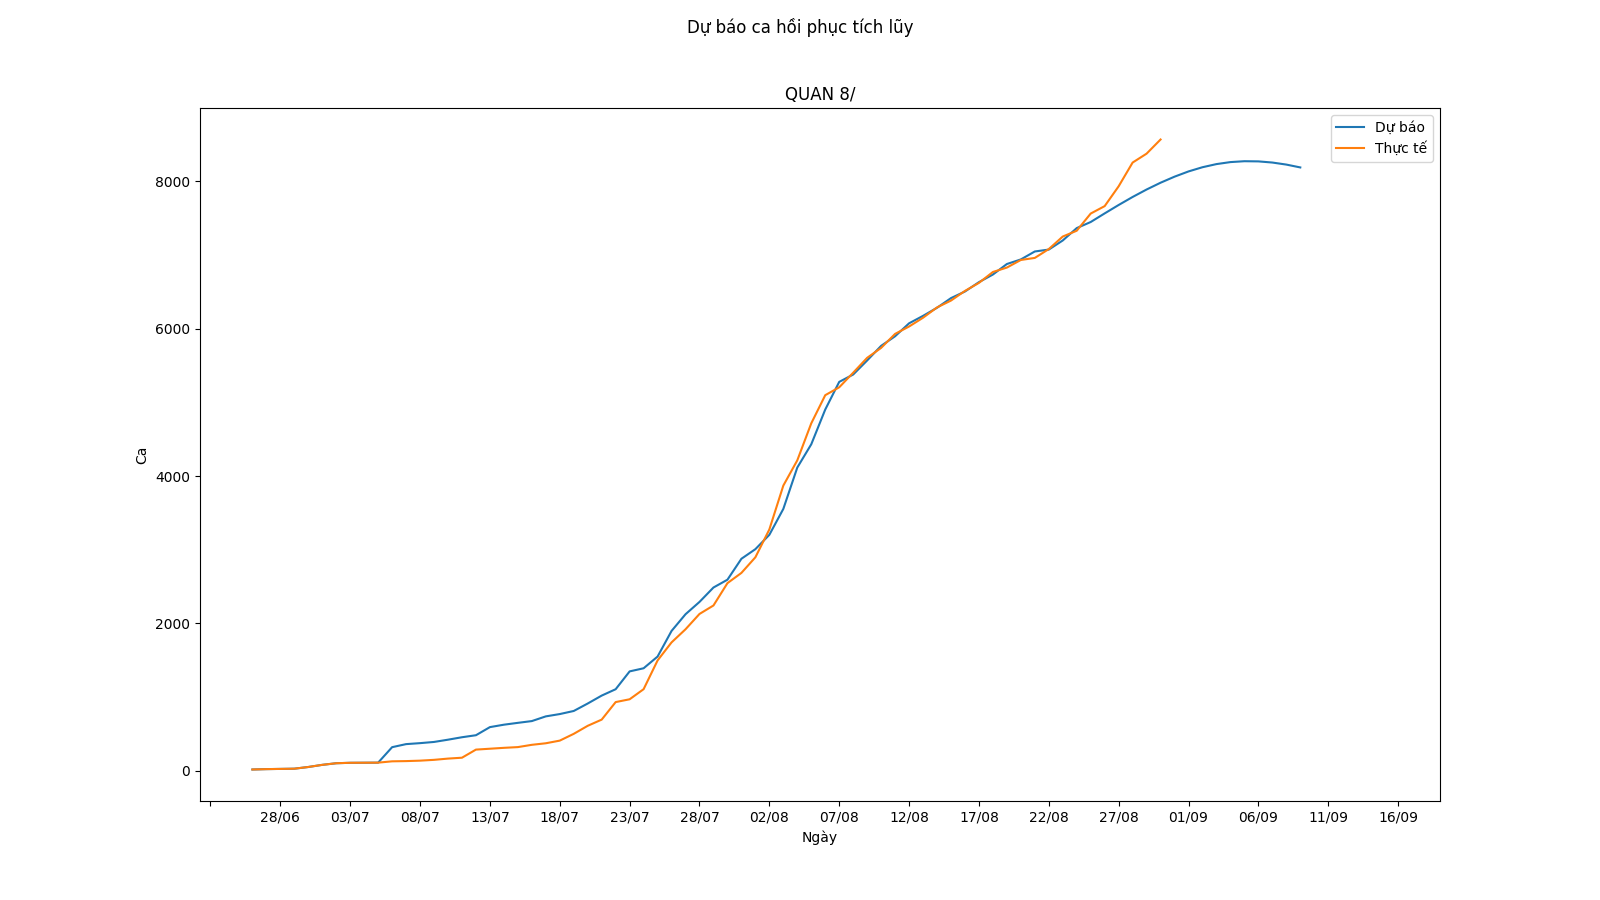 Dự báo ca hồi phục tích lũy
QUAN 8/
Dự báo
Thực tế
8000
6000
4000
2000
0
Ca
28/06 03/07 08/07 13/07 18/07 23/07 28/07 02/08 07/08 12/08 17/08 22/08 27/08 01/09 06/09 11/09 16/09
Ngày